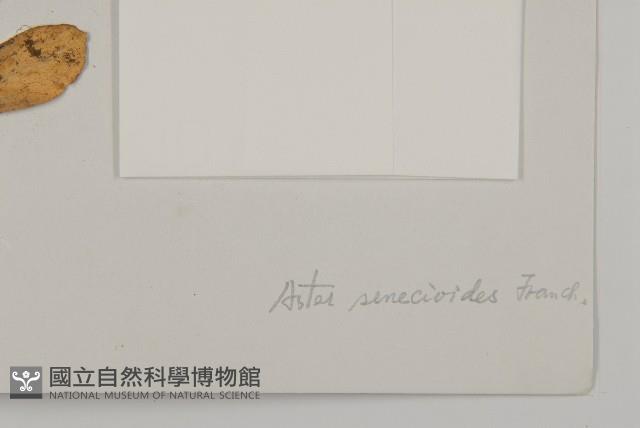 Aster senecioides Franch.
國立自然科學博物館
NATIONAL MUSEUM OF NATURAL SCIENCE